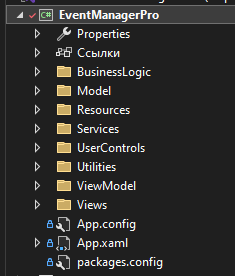 C# EventManagerPro
Properties
Ссылки
BusinessLogic
Model
Resources
Services
UserControls
Utilities
ViewModel
Views
App.config
App.xaml
packages.config